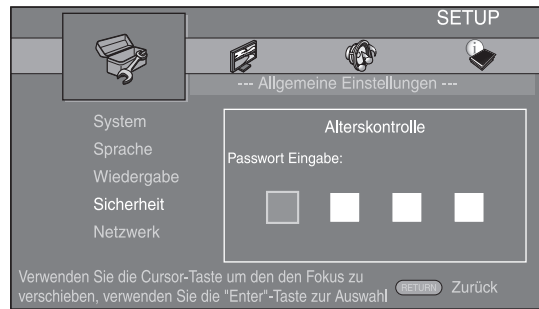 SETUP
--- Allgemeine Einstellungen ---
System
Sprache
Wiedergabe
Sicherheit
Netzwerk
Alterskontrolle
Passwort Eingabe:
Verwenden Sie die Cursor-Taste um den den Fokus zu
verschieben, verwenden Sie die "Enter"-Taste zur Auswahl
RETURN Zurück